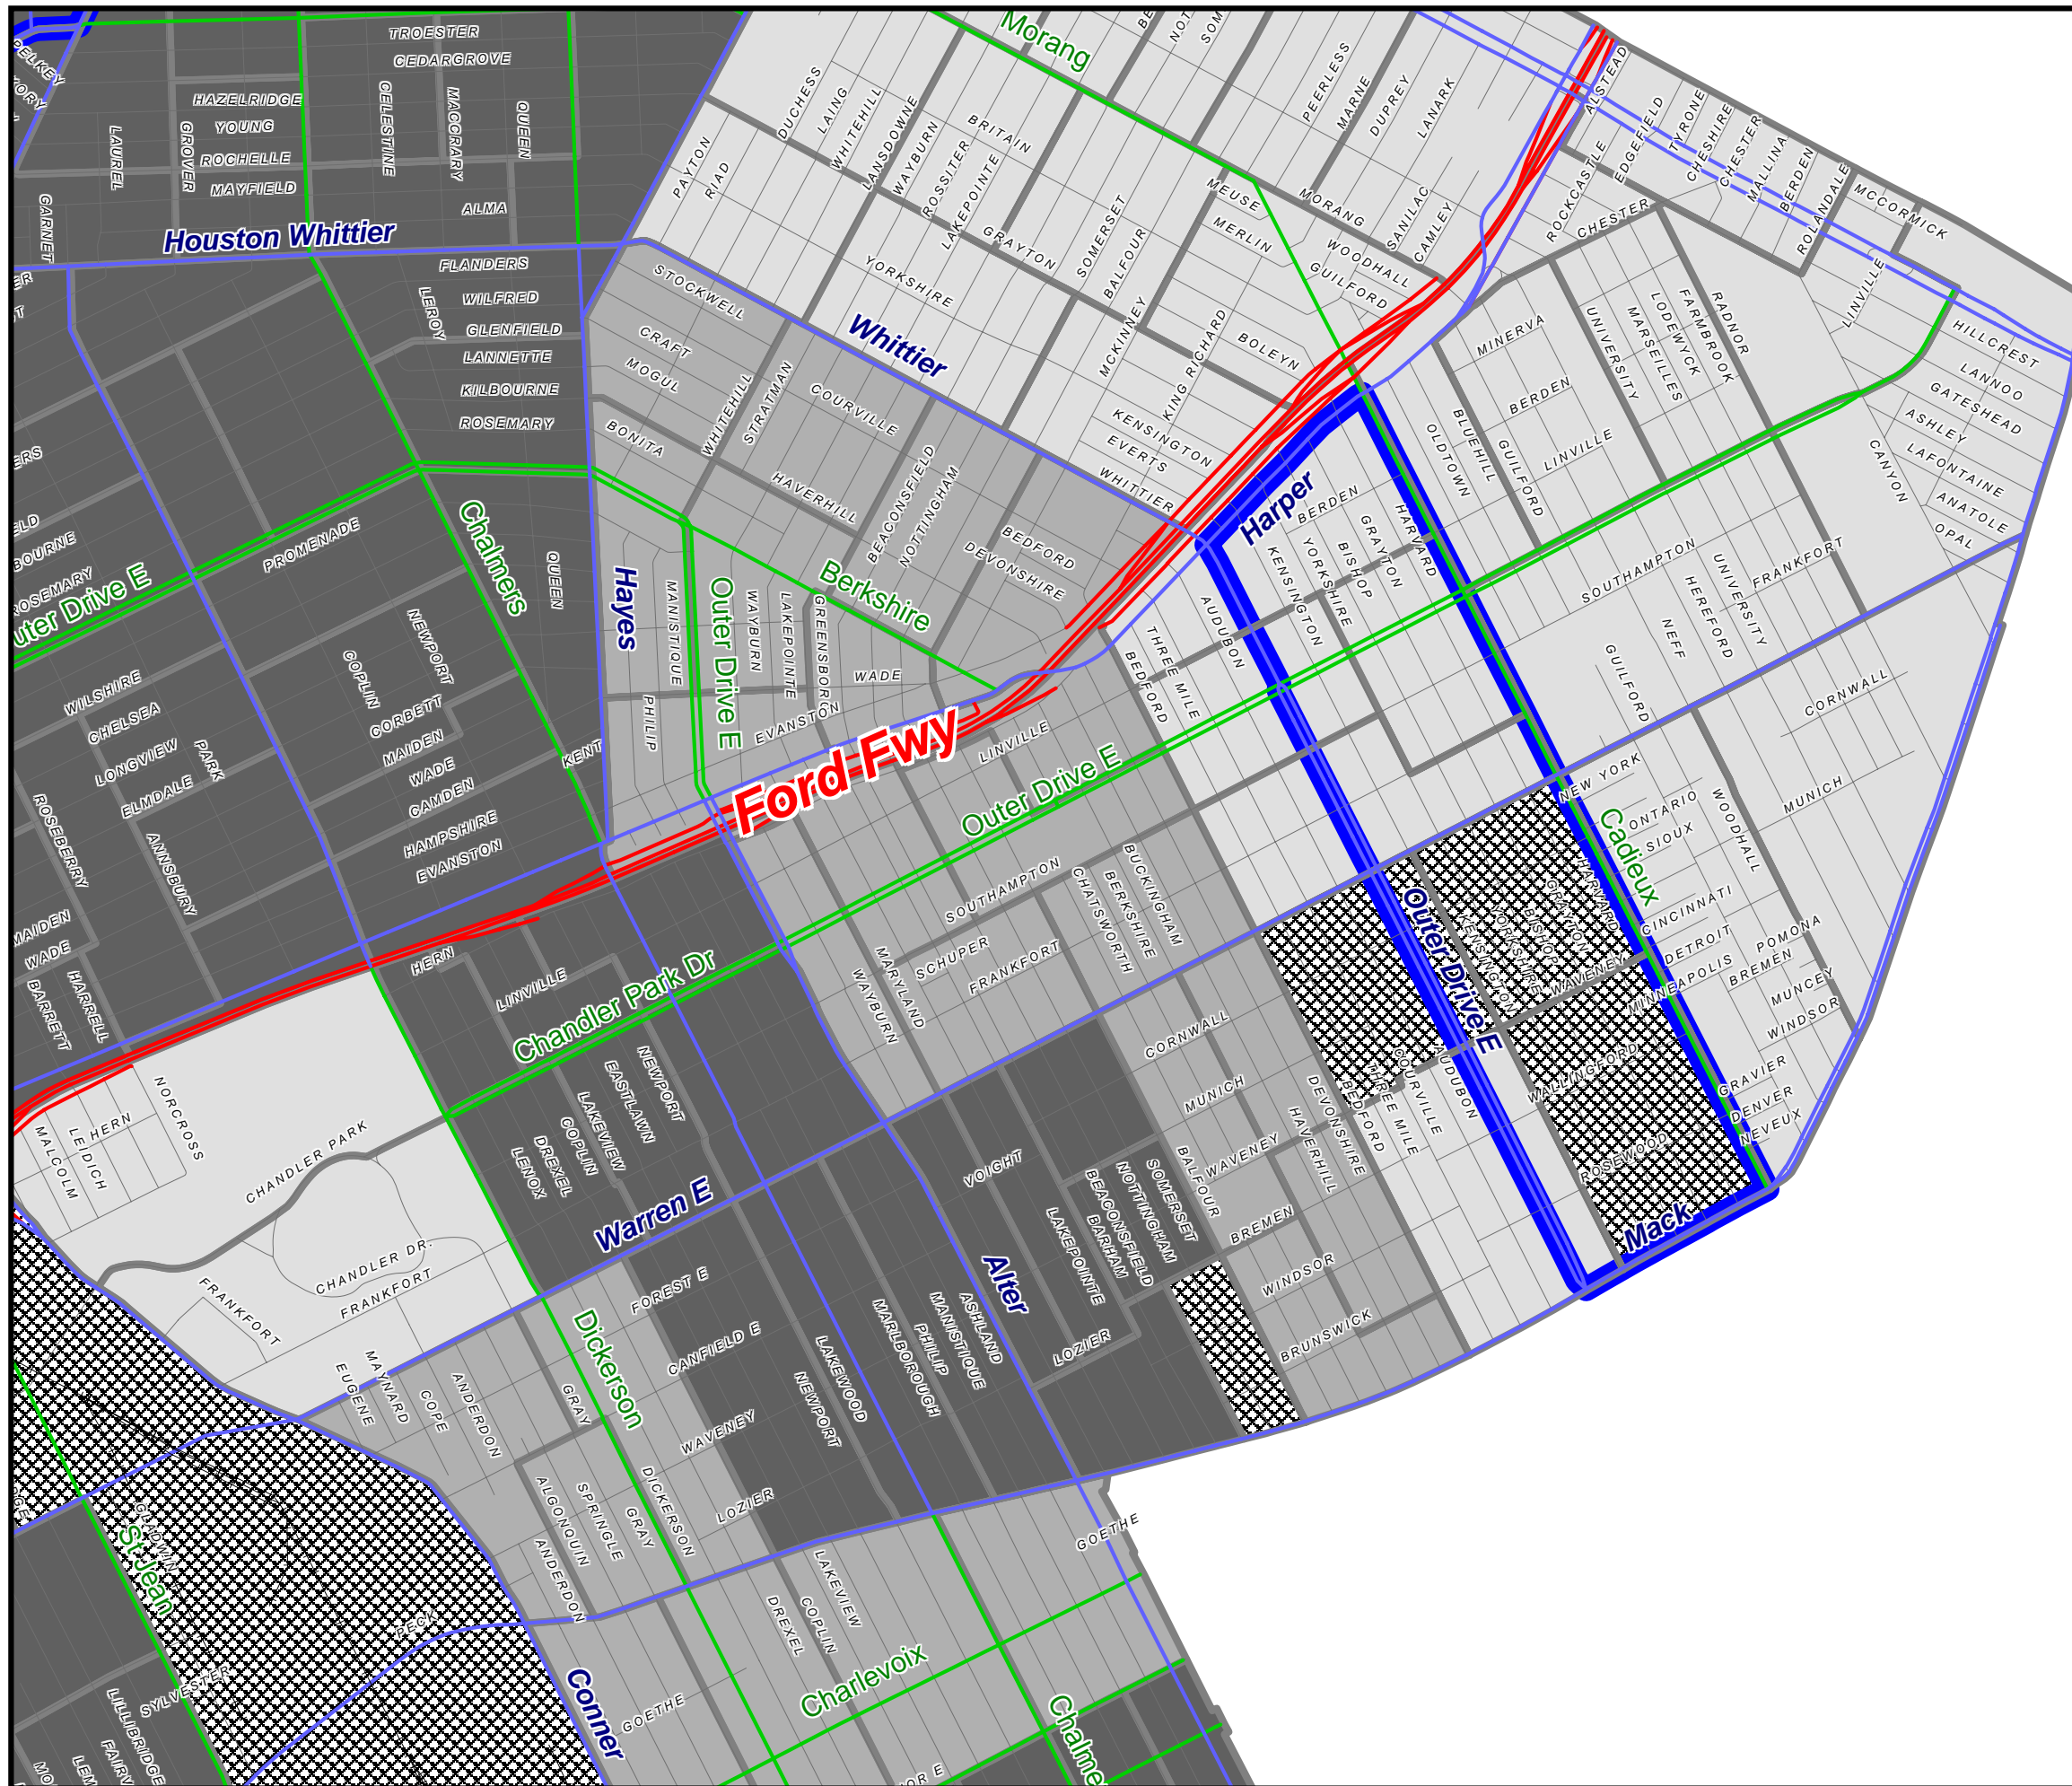 Morang
TROESTER
CEDARGROVE
HAZELRIDGE
YOUNG
ROCHELLE
MAYFIELD
LAUREL
GROVER
CELESTINE
MACCRARY
QUEEN
GARNET
ALMA
Houston Whittier
FLANDERS
WILFRED
GLENFIELD
LANNETTE
KILBOURNE
ROSEMARY
LEROY
PAYTON
RIAD
DUCHESS
LAING
WHITEHILL
LANSDOWNE
WAYBURN
ROSSITER
LAKEPOINTE
BRITAIN
GRAYTON
YORKSHIRE
SOMERSET
BALFOUR
MCKINNEY
KING RICHARD
PEERLESS
MARNE
DUPREY
LANARK
MEUSE
MERLIN
MORANG
WOODHALL
GUILFORD
SANILAC
CAMLEY
BOLEYN
KENSINGTON
EVERTS
WHITTIER
ALSTEAD
ROCKCASTLE
EDGEFIELD
TYRONE
CHESHIRE
CHESTER
MALLINA
BERDEN
ROLANDALE
MCCORMICK
CHESTER
LINVILLE
HILLCREST
LANNOO
GATESHEAD
ASHLEY
LAFONTAINE
ANATOLE
OPAL
CANYON
MINERVA
UNIVERSITY
MARSEILLES
LODEWYCK
FARMBROOK
RADNOR
BERDEN
LINVILLE
OLDTOWN
BLUEHILL
GUILFORD
STOCKWELL
CRAFT
MOGUL
BONITA
WHITEHILL
STRATMAN
COURVILLE
HAVERHILL
BEACONSFIELD
NOTTINGHAM
BEDFORD
DEVONSHIRE
Whittier
Harper
BERDEN
KENSINGTON
YORKSHIRE
BISHOP
GRAYTON
HARVARD
AUDUBON
THREE MILE
BEDFORD
SOUTHAMPTON
FRANKFORT
UNIVERSITY
HEREFORD
NEFF
GUILFORD
CORNWALL
MUNICH
Chalmers
PROMENADE
QUEEN
Hayes
MANISTIQUE
Outer Drive E
WAYBURN
LAKEPOINTE
GREENSBORO
Berkshire
WADE
PHILIP
EVANSTON
Ford Fwy
LINVILLE
Outer Drive E
WILSHIRE
CHELSEA
LONGVIEW
ELMDALE
PARK
COPLIN
NEWPORT
CORBETT
MAIDEN
WADE
CAMDEN
HAMPSHIRE
EVANSTON
KENT
ROSEBERRY
ANNSBURY
MAIDEN
WADE
HARRELL
BARRETT
HERN
LINVILLE
Chandler Park Dr
SOUTHAMPTON
SCHUPER
FRANKFORT
MARYLAND
WAYBURN
CHATSWORTH
BERKSHIRE
BUCKINGHAM
NEW YORK
ONTARIO
SIOUX
WOODHALL
Cadieux
CINCINNATI
DETROIT
MINNEAPOLIS
POMONA
BREMEN
MUNCEY
WINDSOR
GRAVIER
DENVER
NEVEUX
Outer Drive E
KENSINGTON
YORKSHIRE
BISHOP
GRAYTON
HARVARD
WAVENEY
WALLINGFORD
ROSEWOOD
Mack
AUDUBON
COURVILLE
THREE MILE
BEDFORD
DEVONSHIRE
HAVERHILL
CORNWALL
MUNICH
WAVENEY
BALFOUR
BREMEN
WINDSOR
BRUNSWICK
NORCROSS
HERN
LEIDICH
MALCOLM
CHANDLER PARK
CHANDLER DR.
FRANKFORT
FRANKFORT
NEWPORT
EASTLAWN
LAKEVIEW
COPLIN
DREXEL
LENOX
Warren E
VOIGHT
SOMERSET
NOTTINGHAM
BEACONSFIELD
BARHAM
LAKEPOINTE
LOZIER
Alter
ASHLAND
MANISTIQUE
PHILIP
MARLBOROUGH
LAKEWOOD
NEWPORT
FOREST E
CANFIELD E
WAVENEY
LOZIER
Dickerson
GRAY
EUGENE
MAYNARD
COPE
ANDERDON
ALGONQUIN
SPRINGLE
GRAY
DICKERSON
ANDERDON
GOETHE
LAKEVIEW
COPLIN
DREXEL
Charlevoix
GOETHE
Conner
PECK
GLADWIN
St Jean
SYLVESTER
LILLIBRIDGE